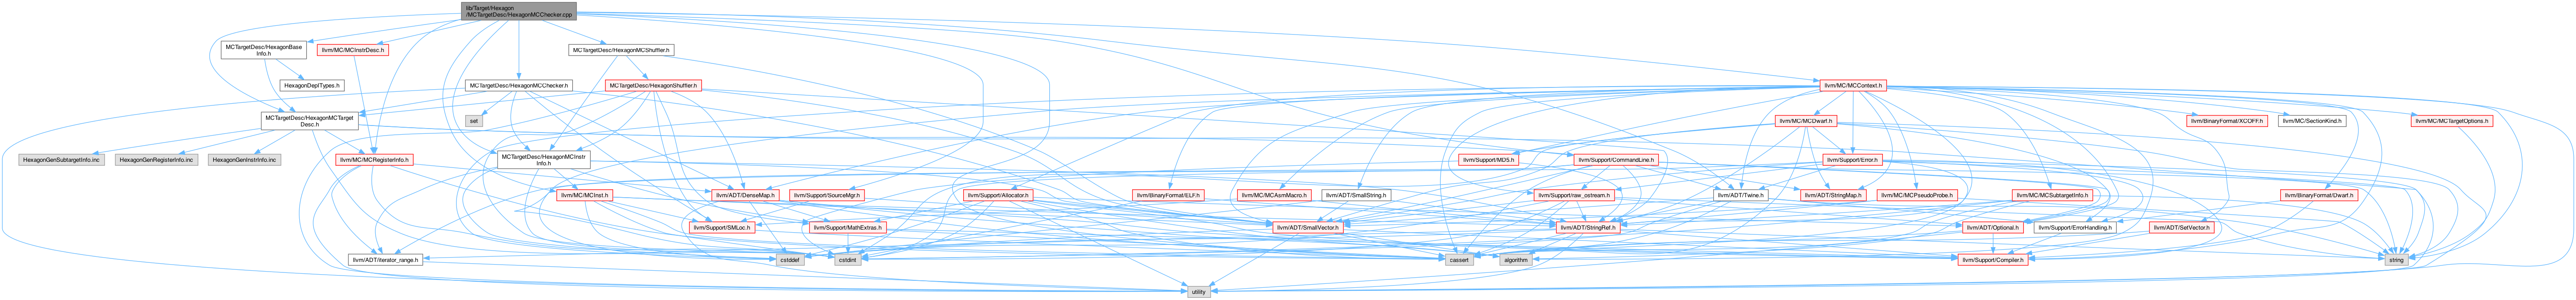 lib/Target/Hexagon
/MCTargetDesc/HexagonMCChecker.cpp
MCTargetDesc/HexagonBase
Info.h
llvm/MC/MCInstrDesc.h
MCTargetDesc/HexagonMCShuffler.h
HexagonDepITypes.h
MCTargetDesc/HexagonMCChecker.h
MCTargetDesc/HexagonShuffler.h
llvm/MC/MCContext.h
set
MCTargetDesc/HexagonMCTarget
Desc.h
llvm/MC/MCDwarf.h
llvm/BinaryFormat/XCOFF.h
llvm/MC/SectionKind.h
llvm/MC/MCTargetOptions.h
HexagonGenSubtargetInfo.inc
HexagonGenRegisterInfo.inc
HexagonGenInstrInfo.inc
llvm/MC/MCRegisterInfo.h
MCTargetDesc/HexagonMCInstr
Info.h
llvm/Support/MD5.h
llvm/Support/CommandLine.h
llvm/Support/Error.h
llvm/MC/MCInst.h
llvm/ADT/DenseMap.h
llvm/Support/SourceMgr.h
llvm/Support/Allocator.h
llvm/BinaryFormat/ELF.h
llvm/MC/MCAsmMacro.h
llvm/ADT/SmallString.h
llvm/Support/raw_ostream.h
llvm/ADT/Twine.h
llvm/ADT/StringMap.h
llvm/MC/MCPseudoProbe.h
llvm/MC/MCSubtargetInfo.h
llvm/BinaryFormat/Dwarf.h
llvm/Support/SMLoc.h
llvm/Support/MathExtras.h
llvm/ADT/SmallVector.h
llvm/ADT/StringRef.h
llvm/ADT/Optional.h
llvm/Support/ErrorHandling.h
llvm/ADT/SetVector.h
llvm/ADT/iterator_range.h
cstddef
cstdint
cassert
algorithm
llvm/Support/Compiler.h
string
utility